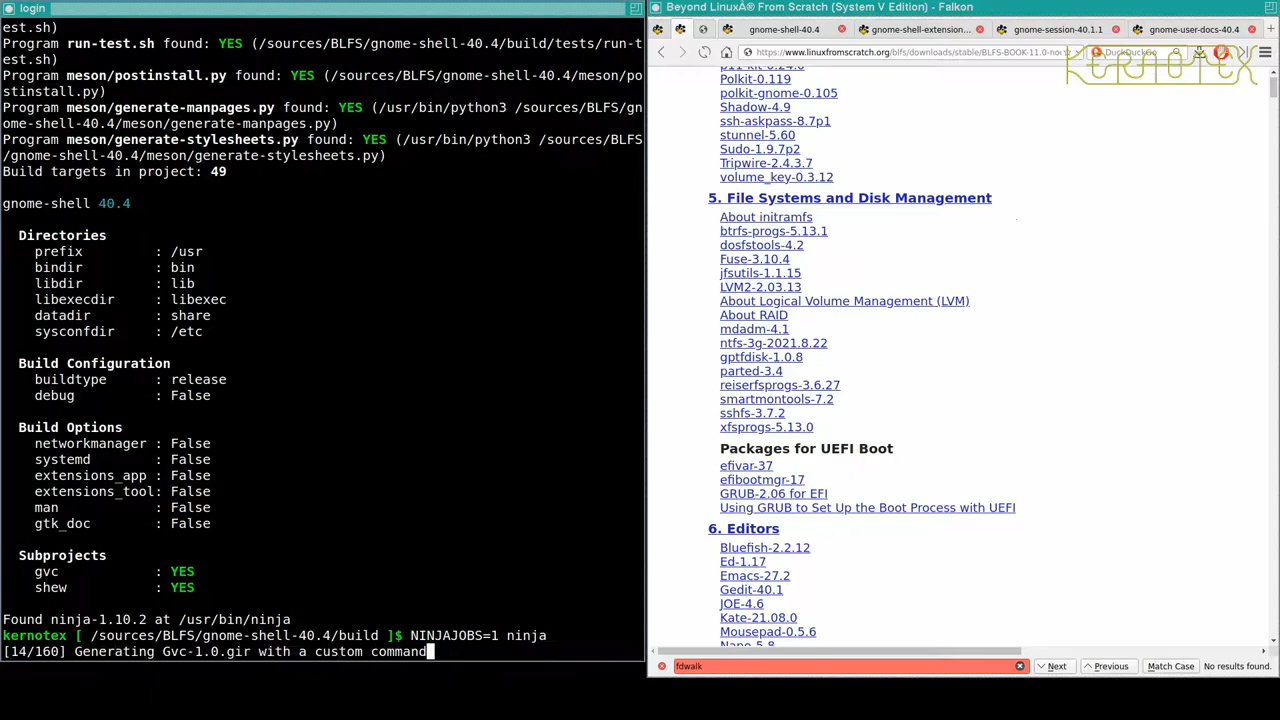 login
est.sh)
Program run-test.sh found: YES (/sources/BLFS/gnome-shell-40.4/build/tests/run-t
est.sh)
Program meson/postinstall.py found: YES (/sources/BLFS/gnome-shell-40.4/meson/po
stinstall.py)
Program meson/generate-manpages.py found: YES (/usr/bin/python3 /sources/BLFS/gn
ome-shell-40.4/meson/generate-manpages.py)
Program meson/generate-stylesheets.py found: YES (/usr/bin/python3 /sources/BLFS
/gnome-shell-40.4/meson/generate-stylesheets.py)
Build targets in project: 49
gnome-shell 40.4
Directories
prefix : /usr
bindir : bin
libdir : lib
libexecdir : libexec
datadir : share
sysconfdir : /etc
Build Configuration
buildtype : release
debug : False
Build Options
networkmanager : False
systemd : False
extensions_app : False
extensions_tool: False
man : False
gtk_doc : False
Subprojects
gvc : YES
shew : YES
Found ninja-1.10.2 at /usr/bin/ninja
kernotex [ /sources/BLFS/gnome-shell-40.4/build ]$ NINJAJOBS=1 ninja
[14/160] Generating Gvc-1.0.gir with a custom command
Beyond LinuxÂ® From Scratch (System V Edition) - Falkon
gnome-shell-40.4
gnome-shell-extension...
gnome-session-40.1.1
gnome-user-docs-40.4
https://www.linuxfromscratch.org/blfs/downloads/stable/BLFS-BOOK-11.0-no
DuckDuckGo
KERNOTEX
p11-kit-0.24.0
Polkit-0.119
polkit-gnome-0.105
Shadow-4.9
ssh-askpass-8.7p1
stunnel-5.60
Sudo-1.9.7p2
Tripwire-2.4.3.7
volume_key-0.3.12
5. File Systems and Disk Management
About initramfs
btrfs-progs-5.13.1
dosfstools-4.2
Fuse-3.10.4
jfsutils-1.1.15
LVM2-2.03.13
About Logical Volume Management (LVM)
About RAID
mdadm-4.1
ntfs-3g-2021.8.22
gptfdisk-1.0.8
parted-3.4
reiserfsprogs-3.6.27
smartmontools-7.2
sshfs-3.7.2
xfsprogs-5.13.0
Packages for UEFI Boot
efivar-37
efibootmgr-17
GRUB-2.06 for EFI
Using GRUB to Set Up the Boot Process with UEFI
6. Editors
Bluefish-2.2.12
Ed-1.17
Emacs-27.2
Gedit-40.1
JOE-4.6
Kate-21.08.0
Mousepad-0.5.6
Nano-5.8
fdwalk
Next
Previous
Match Case
No results found.